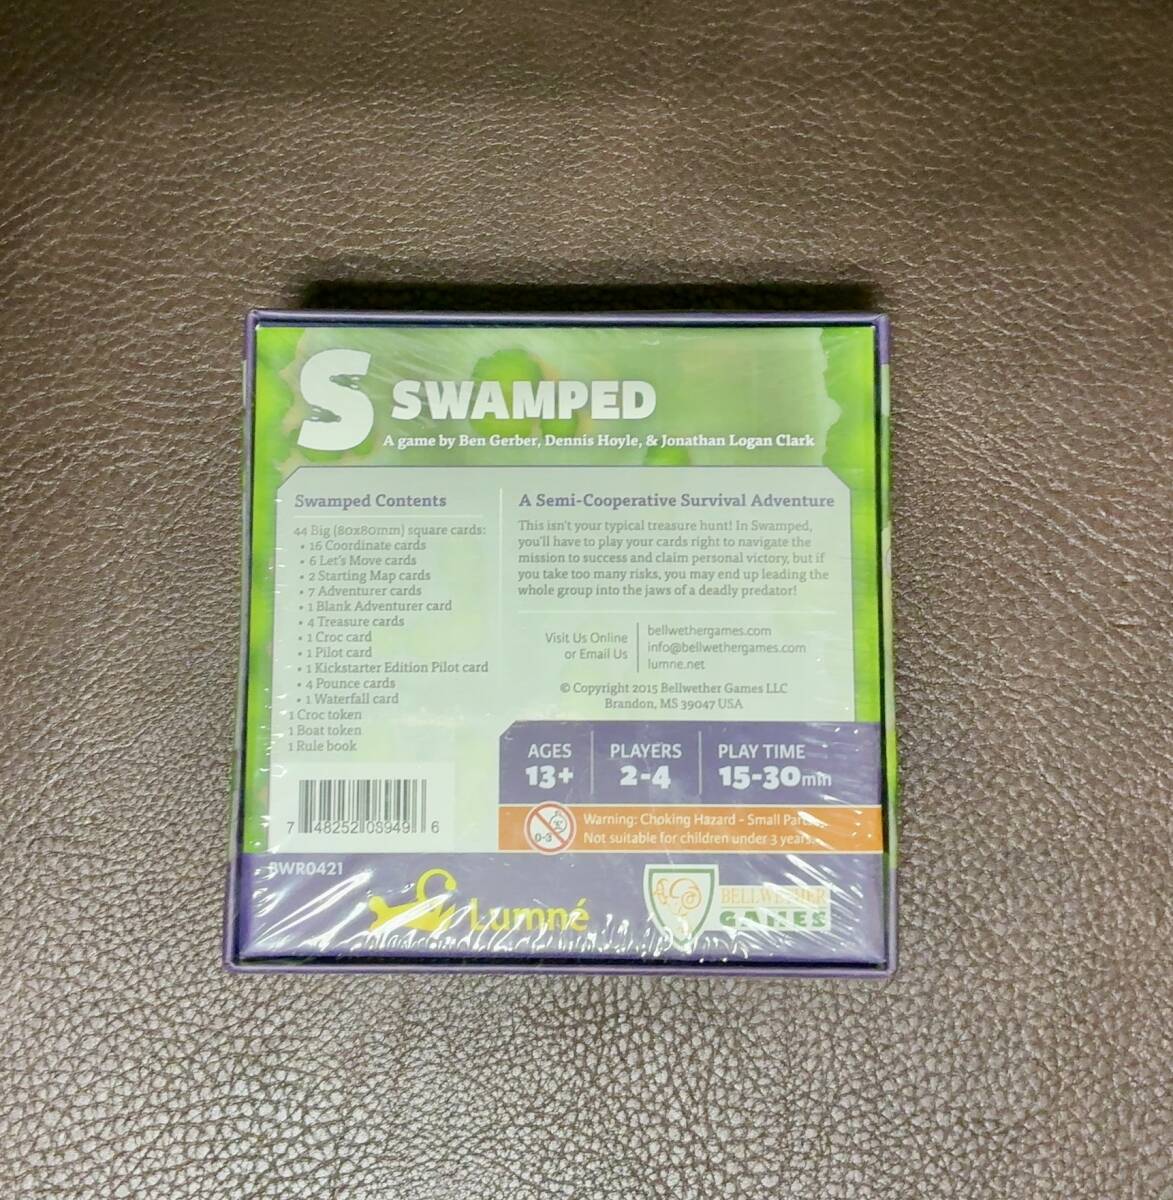 S SWAMPED
A game by Ben Gerber, Dennis Hoyle, & Jonathan Logan Clark
Swamped Contents
44 Big (80x80mm) square cards:
• 16 Coordinate cards
• 6 Let's Move cards
• 2 Starting Map cards
• 7 Adventurer cards
• 1 Blank Adventurer card
• 4 Treasure cards
• 1 Croc card
• 1 Pilot card
• 1 Kickstarter Edition Pilot card
• 4 Pounce cards
• 1 Waterfall card
1 Croc token
1 Boat token
1 Rule book
A Semi-Cooperative Survival Adventure
This isn't your typical treasure hunt! In Swamped,
you'll have to play your cards right to navigate the
mission to success and claim personal victory, but if
you take too many risks, you may end up leading the
whole group into the jaws of a deadly predator!
Visit Us Online
or Email Us
bellwethergames.com
info@bellwethergames.com
lumne.net
© Copyright 2015 Bellwether Games LLC
Brandon, MS 39047 USA
AGES
13+
PLAYERS
2-4
PLAY TIME
15-30min
0-3
Warning: Choking Hazard - Small Parts.
Not suitable for children under 3 years.
7 48252 08949 6
BWR0421
Lumné
BELLWETHER
GAMES